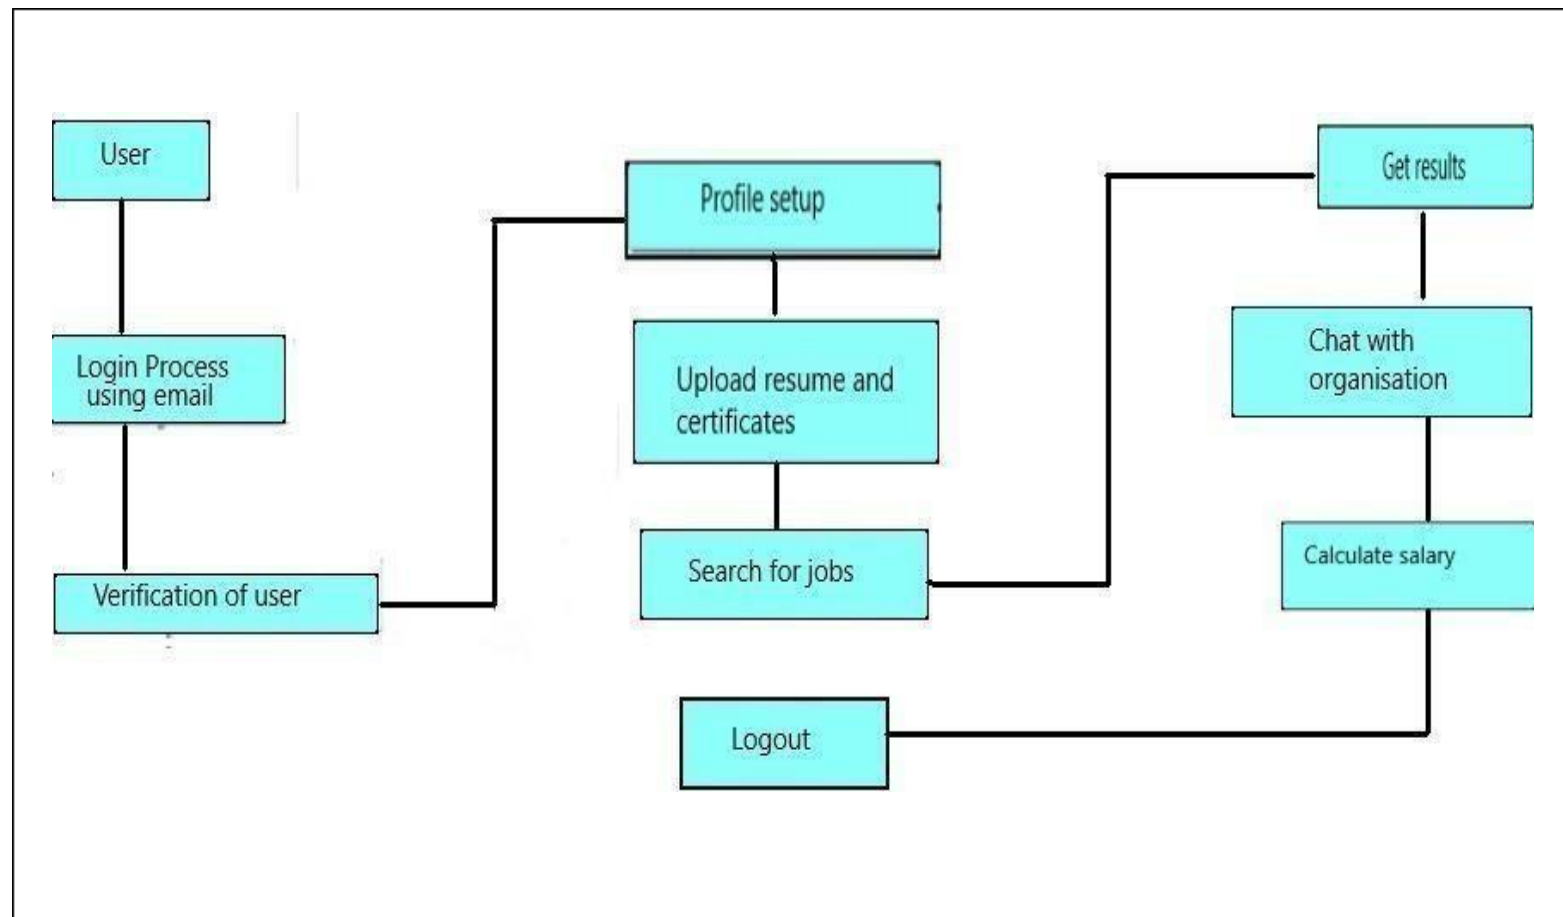 User
Login Process
using email
Verification of user
Profile setup
Upload resume and
certificates
Search for jobs
Get results
Chat with
organisation
Calculate salary
Logout